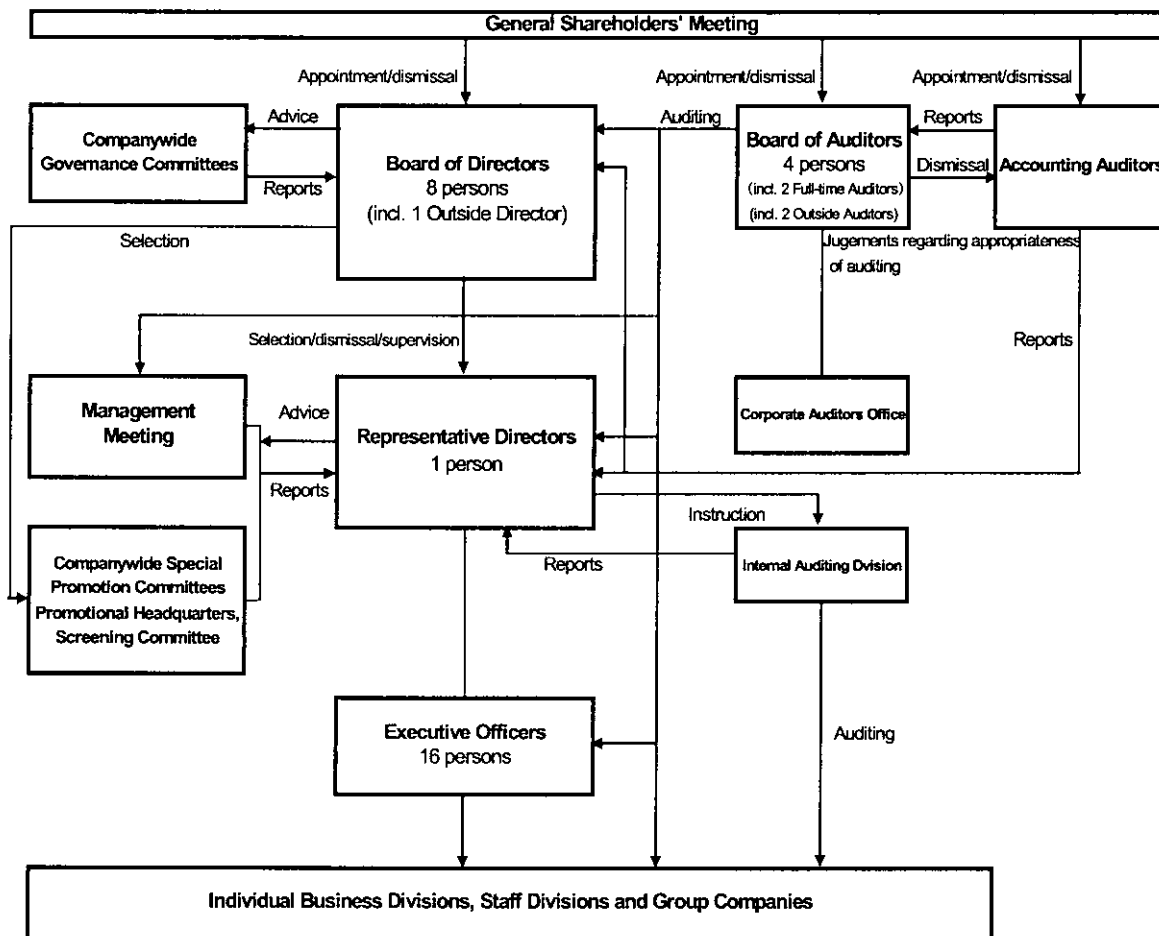 General Shareholders' Meeting
Appointment/dismissal
Appointment/dismissal
Appointment/dismissal
Companywide
Governance Committees
Advice
Reports
Board of Directors
8 persons
(incl. 1 Outside Director)
Auditing
Board of Auditors
4 persons
(incl. 2 Full-time Auditors)
(incl. 2 Outside Auditors)
Reports
Dismissal
Accounting Auditors
Selection
Jugements regarding appropriateness
of auditing
Selection/dismissal/supervision
Reports
Management
Meeting
Advice
Reports
Representative Directors
1 person
Corporate Auditors Office
Instruction
Companywide Special
Promotion Committees
Promotional Headquarters,
Screening Committee
Reports
Internal Auditing Dvision
Executive Officers
16 persons
Auditing
Individual Business Divisions, Staff Divisions and Group Companies